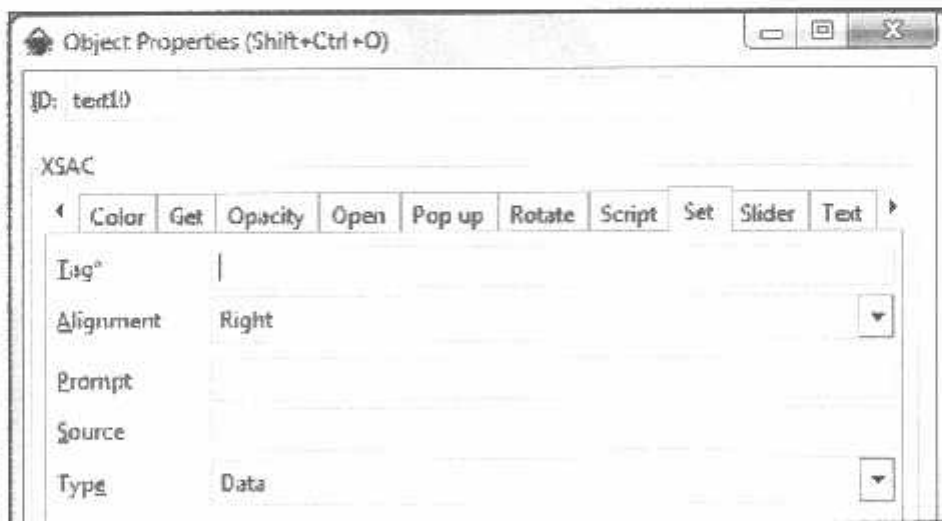 Object Properties (Shift+Ctrl+O)
ID: text10
XSAC
Color Get Opacity Open Pop up Rotate Script Set Slider Text
Tag*
Alignment Right
Prompt
Source
Type Data